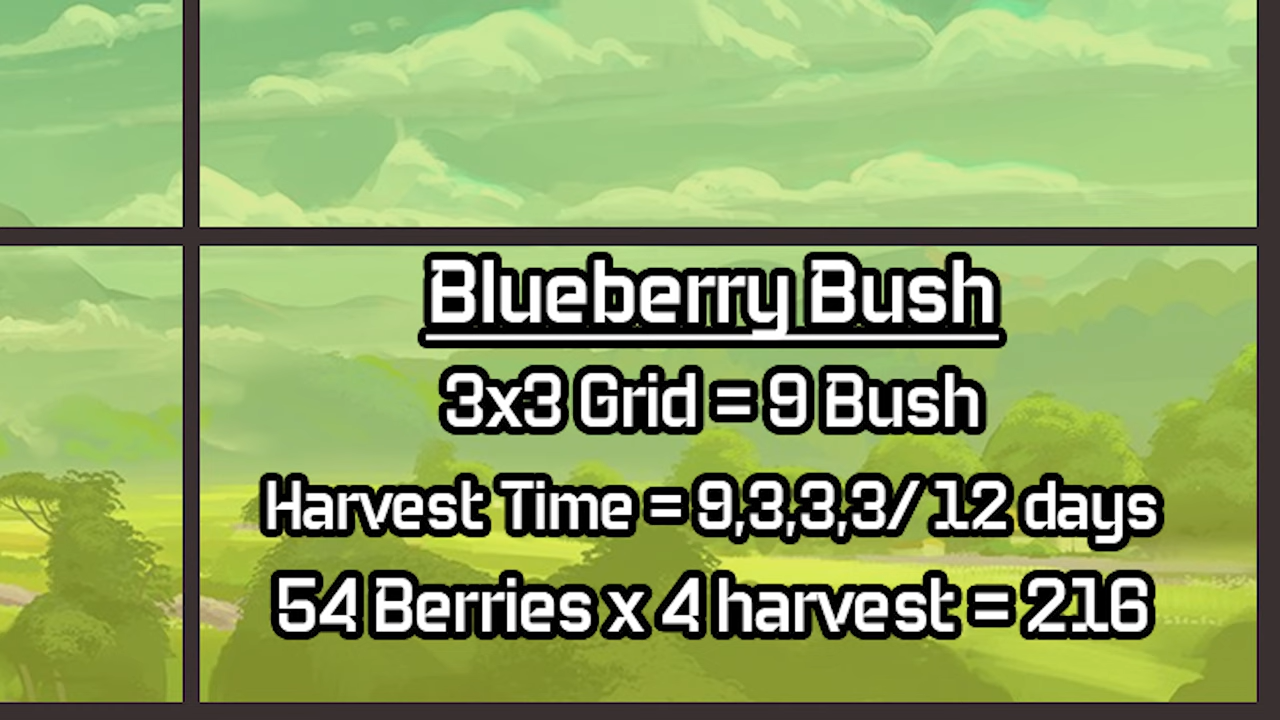 Blueberry Bush
3x3 Grid = 9 Bush
Harvest Time = 9,3,3,3/ 12 days
54 Berries x 4 harvest = 216